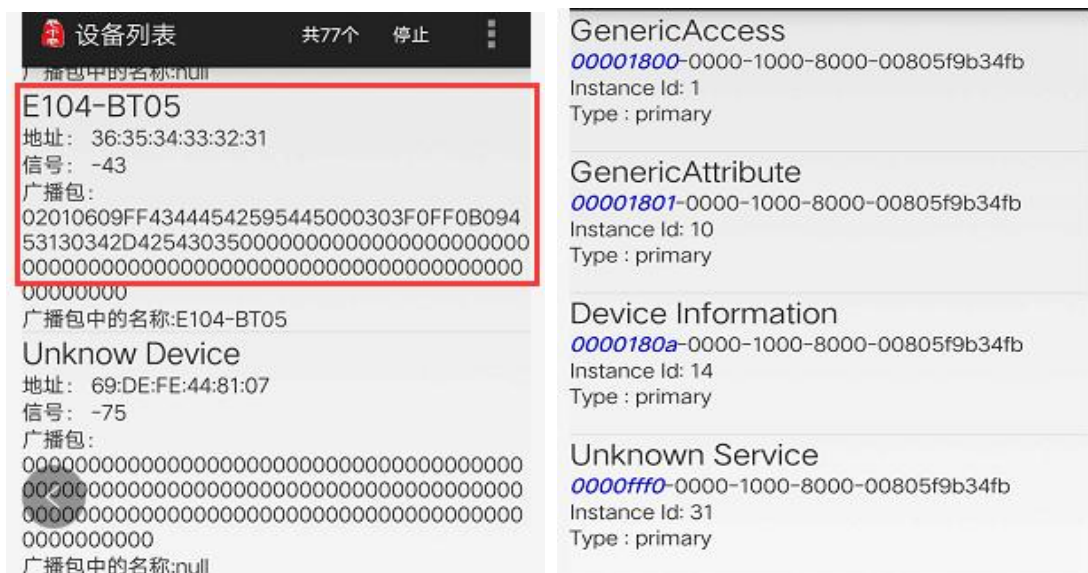 设备列表
共77个
停止
广播包中的名称:null
E104-BT05
地址： 36:35:34:33:32:31
信号： -43
广播包：
02010609FF434445425954450003 03F0FF0B094
53130342D42543035000000000000000000000
00000000000000000000000000000000000000
00000000
广播包中的名称:E104-BT05
Unknow Device
地址： 69:DE:FE:44:81:07
信号： -75
广播包：
00000000000000000000000000000000000000
00000000000000000000000000000000000000
00000000000000000000000000000000000000
0000000000
广播包中的名称:null
GenericAccess
00001800-0000-1000-8000-00805f9b34fb
Instance Id: 1
Type : primary
GenericAttribute
00001801-0000-1000-8000-00805f9b34fb
Instance Id: 10
Type : primary
Device Information
0000180a-0000-1000-8000-00805f9b34fb
Instance Id: 14
Type : primary
Unknown Service
0000fff0-0000-1000-8000-00805f9b34fb
Instance Id: 31
Type : primary